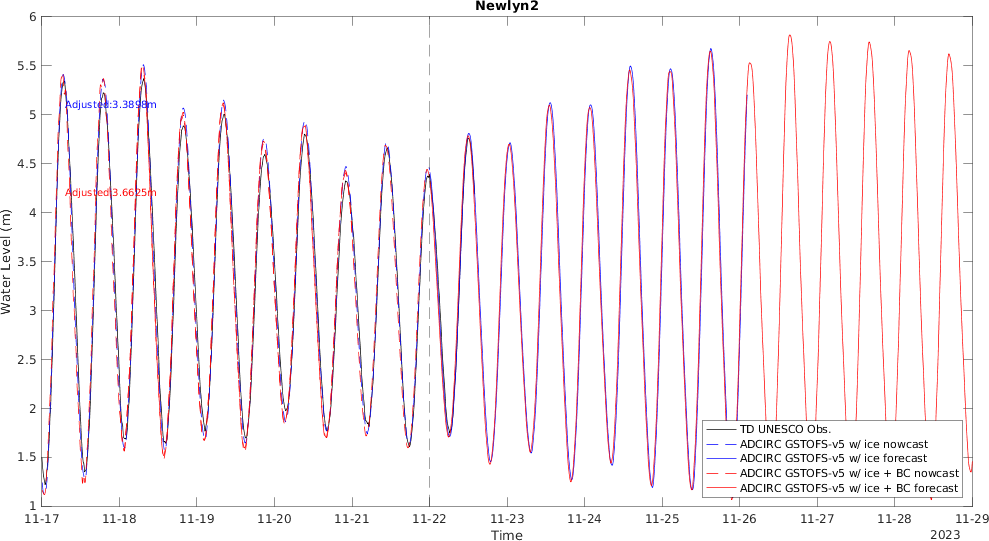 Newlyn2
6
5.5
5
4.5
4
3.5
3
2.5
2
1.5
1
Water Level (m)
Adjusted:3.3898m
Adjusted:3.6625m
TD UNESCO Obs.
ADCIRC GSTOFS-v5 w/ ice nowcast
ADCIRC GSTOFS-v5 w/ ice forecast
ADCIRC GSTOFS-v5 w/ ice + BC nowcast
ADCIRC GSTOFS-v5 w/ ice + BC forecast
11-17 11-18 11-19 11-20 11-21 11-22 11-23 11-24 11-25 11-26 11-27 11-28 11-29
Time
2023